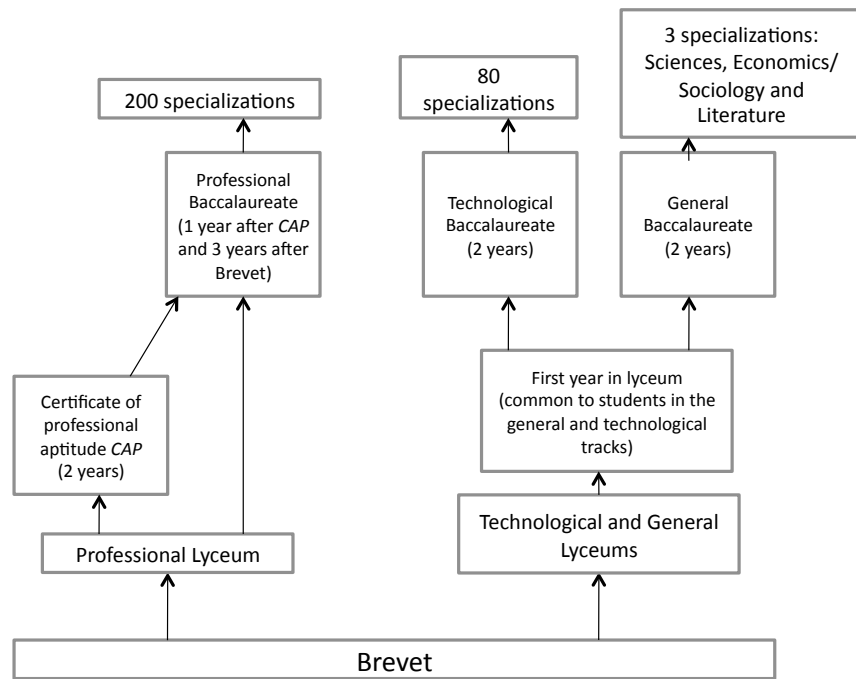 3 specializations:
Sciences, Economics/
Sociology and
Literature
80
specializations
200 specializations
Professional
Baccalaureate
(1 year after CAP
and 3 years after
Brevet)
Technological
Baccalaureate
(2 years)
General
Baccalaureate
(2 years)
Certificate of
professional
aptitude CAP
(2 years)
First year in lyceum
(common to students in the
general and technological
tracks)
Professional Lyceum
Technological and General
Lyceums
Brevet